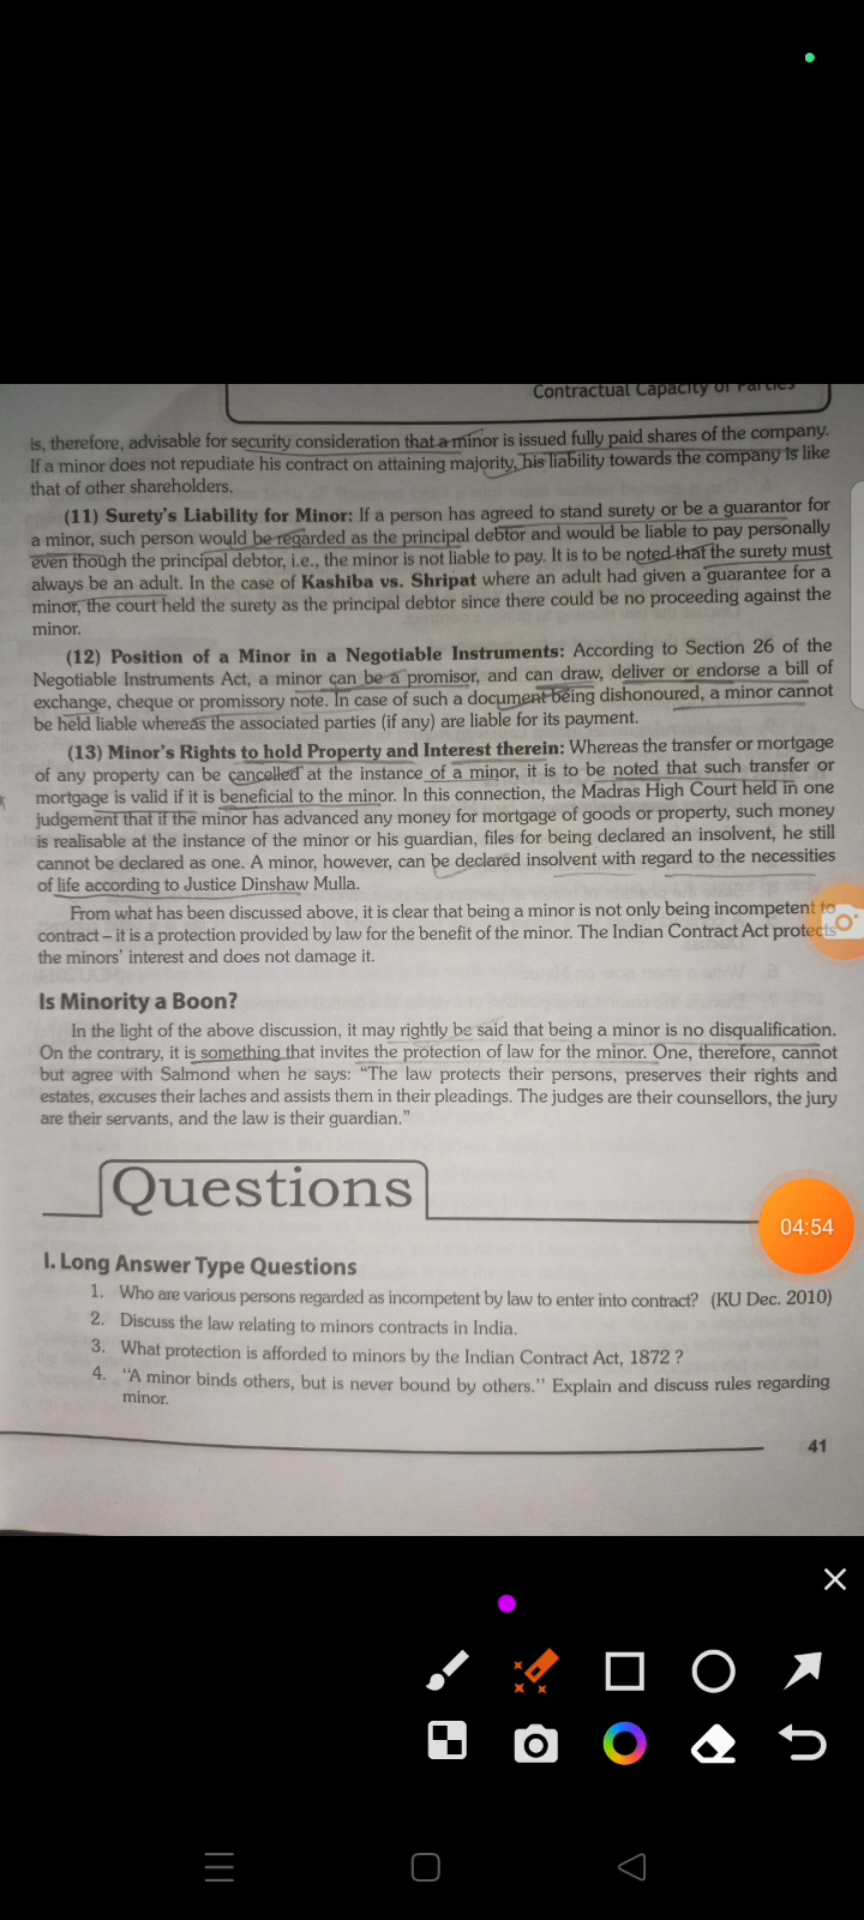 Contractual Capacity of Parties
is, therefore, advisable for security consideration that a minor is issued fully paid shares of the company.
If a minor does not repudiate his contract on attaining majority, his liability towards the company is like
that of other shareholders.
(11) Surety's Liability for Minor: If a person has agreed to stand surety or be a guarantor for
a minor, such person would be regarded as the principal debtor and would be liable to pay personally
even though the principal debtor, i.e., the minor is not liable to pay. It is to be noted that the surety must
always be an adult. In the case of Kashiba vs. Shripat where an adult had given a guarantee for a
minor, the court held the surety as the principal debtor since there could be no proceeding against the
minor.
(12) Position of a Minor in a Negotiable Instruments: According to Section 26 of the
Negotiable Instruments Act, a minor can be a promisor, and can draw, deliver or endorse a bill of
exchange, cheque or promissory note. In case of such a document being dishonoured, a minor cannot
be held liable whereas the associated parties (if any) are liable for its payment.
(13) Minor's Rights to hold Property and Interest therein: Whereas the transfer or mortgage
of any property can be cancelled at the instance of a minor, it is to be noted that such transfer or
mortgage is valid if it is beneficial to the minor. In this connection, the Madras High Court held in one
judgement that if the minor has advanced any money for mortgage of goods or property, such money
is realisable at the instance of the minor or his guardian, files for being declared an insolvent, he still
cannot be declared as one. A minor, however, can be declared insolvent with regard to the necessities
of life according to Justice Dinshaw Mulla.
From what has been discussed above, it is clear that being a minor is not only being incompetent to
contract – it is a protection provided by law for the benefit of the minor. The Indian Contract Act protects
the minors' interest and does not damage it.
Is Minority a Boon?
In the light of the above discussion, it may rightly be said that being a minor is no disqualification.
On the contrary, it is something that invites the protection of law for the minor. One, therefore, cannot
but agree with Salmond when he says: "The law protects their persons, preserves their rights and
estates, excuses their laches and assists them in their pleadings. The judges are their counsellors, the jury
are their servants, and the law is their guardian."
Questions
04:54
I. Long Answer Type Questions
1. Who are various persons regarded as incompetent by law to enter into contract? (KU Dec. 2010)
2. Discuss the law relating to minors contracts in India.
3. What protection is afforded to minors by the Indian Contract Act, 1872 ?
4. "A minor binds others, but is never bound by others." Explain and discuss rules regarding
minor.
41